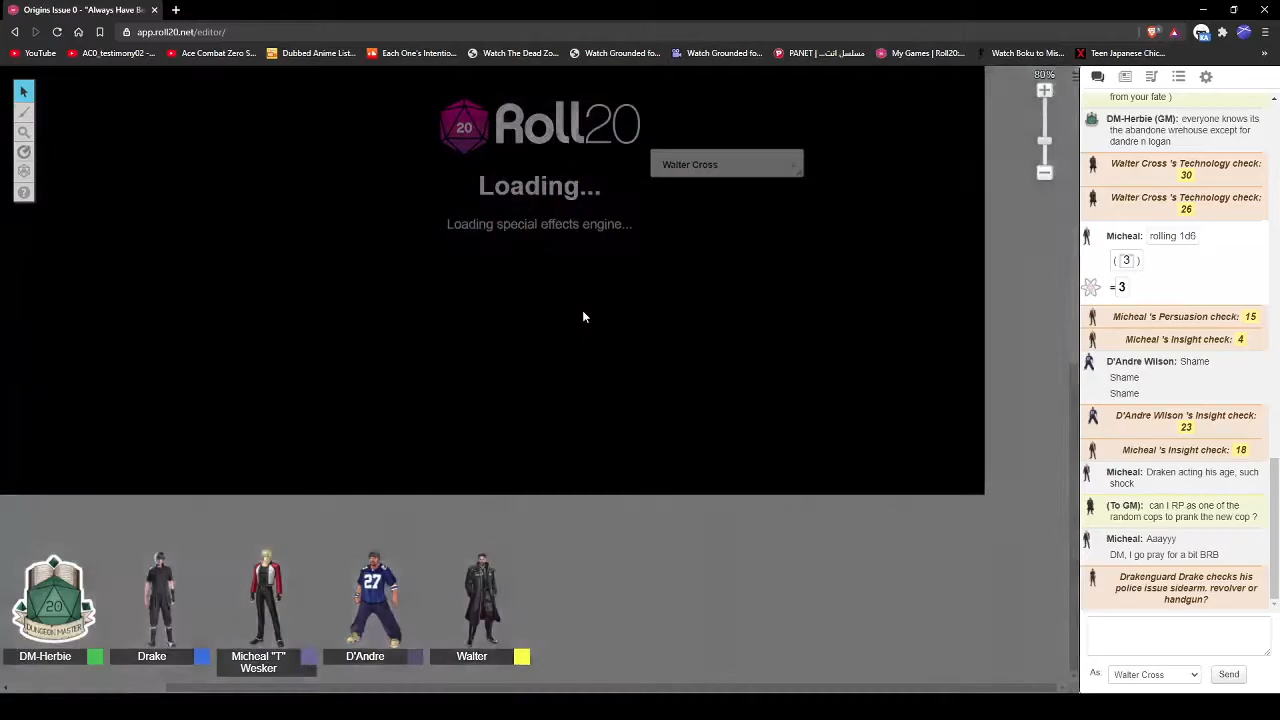 Origins Issue 0 - "Always Have Be
app.roll20.net/editor/
YouTube
AC0_testimony02 -...
Ace Combat Zero S...
Dubbed Anime List...
Each One's Intentio...
Watch The Dead Zo...
Watch Grounded fo...
Watch Grounded fo...
PANET | مسلسل انت...
My Games | Roll20:...
Watch Boku to Mis...
Teen Japanese Chic...
80%
20
Roll20
Walter Cross
Loading...
Loading special effects engine...
from your fate )
DM-Herbie (GM): everyone knows its
the abandone wrehouse except for
dandre n logan
Walter Cross 's Technology check:
30
Walter Cross 's Technology check:
26
Micheal: rolling 1d6
( 3 )
= 3
Micheal 's Persuasion check: 15
Micheal 's Insight check: 4
D'Andre Wilson: Shame
Shame
Shame
D'Andre Wilson 's Insight check:
23
Micheal 's Insight check: 18
Micheal: Draken acting his age, such
shock
(To GM): can I RP as one of the
random cops to prank the new cop ?
Micheal: Aaayyy
DM, I go pray for a bit BRB
Drakenguard Drake checks his
police issue sidearm. revolver or
handgun?
20
DUNGEON MASTER
27
DM-Herbie
Drake
Micheal "T"
Wesker
D'Andre
Walter
As:
Walter Cross
Send